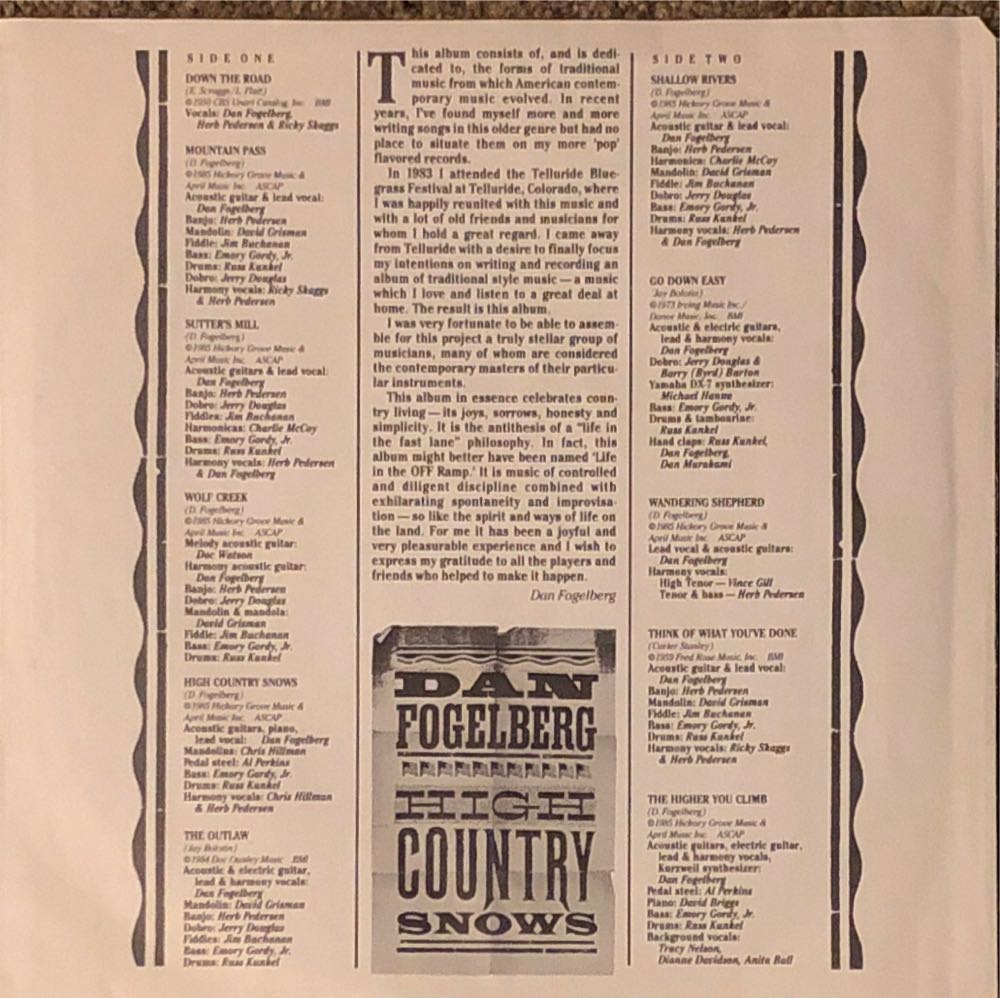 SIDE ONE
DOWN THE ROAD
(E. Scruggs/L. Flatt)
BMI
Vocals: Dan Fogelberg,
Herb Pedersen & Ricky Skaggs
MOUNTAIN PASS
(D. Fogelberg)
©1985 Hickory Grove Music &
April Music Inc. ASCAP
Acoustic guitar & lead vocal:
Dan Fogelberg
Banjo: Herb Pedersen
Mandolin: David Grisman
Fiddle: Jim Buchanan
Bass: Emory Gordy, Jr.
Drums: Russ Kunkel
Dobro: Jerry Douglas
Harmony vocals: Ricky Skaggs
& Herb Pedersen
SUTTER'S MILL
(D. Fogelberg)
©1985 Hickory Grove Music &
April Music Inc. ASCAP
Acoustic guitars & lead vocal:
Dan Fogelberg
Banjo: Herb Pedersen
Dobro: Jerry Douglas
Fiddles: Jim Buchanan
Harmonicas: Charlie McCoy
Bass: Emory Gordy, Jr.
Drums: Russ Kunkel
Harmony vocals: Herb Pedersen
& Dan Fogelberg
WOLF CREEK
(D. Fogelberg)
©1985 Hickory Grove Music &
April Music Inc. ASCAP
Melody acoustic guitar:
Doc Watson
Harmony acoustic guitar:
Dan Fogelberg
Banjo: Herb Pedersen
Dobro: Jerry Douglas
Mandolin & mandola:
David Grisman
Fiddle: Jim Buchanan
Bass: Emory Gordy, Jr.
Drums: Russ Kunkel
HIGH COUNTRY SNOWS
(D. Fogelberg)
©1985 Hickory Grove Music &
April Music Inc. ASCAP
Acoustic guitars, piano,
lead vocal: Dan Fogelberg
Mandolins: Chris Hillman
Pedal steel: Al Perkins
Bass: Emory Gordy, Jr.
Drums: Russ Kunkel
Harmony vocals: Chris Hillman
& Herb Pedersen
THE OUTLAW
(Jay Bolotin)
BMI
Acoustic & electric guitar,
lead & harmony vocals:
Dan Fogelberg
Mandolin: David Grisman
Banjo: Herb Pedersen
Dobro: Jerry Douglas
Fiddles: Jim Buchanan
Bass: Emory Gordy, Jr.
Drums: Russ Kunkel
This album consists of, and is dedi-
cated to, the forms of traditional
music from which American contem-
porary music evolved. In recent
years, I've found myself more and more
writing songs in this older genre but had no
place to situate them on my more 'pop'
flavored records.
In 1983 I attended the Telluride Blue-
grass Festival at Telluride, Colorado, where
I was happily reunited with this music and
with a lot of old friends and musicians for
whom I hold a great regard. I came away
from Telluride with a desire to finally focus
my intentions on writing and recording an
album of traditional style music — a music
which I love and listen to a great deal at
home. The result is this album.
I was very fortunate to be able to assem-
ble for this project a truly stellar group of
musicians, many of whom are considered
the contemporary masters of their particu-
lar instruments.
This album in essence celebrates coun-
try living — its joys, sorrows, honesty and
simplicity. It is the antithesis of a "life in
the fast lane" philosophy. In fact, this
album might better have been named 'Life
in the OFF Ramp.' It is music of controlled
and diligent discipline combined with
exhilarating spontaneity and improvisa-
tion — so like the spirit and ways of life on
the land. For me it has been a joyful and
very pleasurable experience and I wish to
express my gratitude to all the players and
friends who helped to make it happen.
Dan Fogelberg
DAN
FOGELBERG
HIGH
COUNTRY
SNOWS
SIDE TWO
SHALLOW RIVERS
(D. Fogelberg)
©1985 Hickory Grove Music &
April Music Inc. ASCAP
Acoustic guitar & lead vocal:
Dan Fogelberg
Banjo: Herb Pedersen
Harmonica: Charlie McCoy
Mandolin: David Grisman
Fiddle: Jim Buchanan
Dobro: Jerry Douglas
Bass: Emory Gordy, Jr.
Drums: Russ Kunkel
Harmony vocals: Herb Pedersen
& Dan Fogelberg
GO DOWN EASY
(Jay Bolotin)
©1973 Irving Music Inc./
Music, Inc. BMI
Acoustic & electric guitars,
lead & harmony vocals:
Dan Fogelberg
Dobro: Jerry Douglas &
Barry (Byrd) Burton
Yamaha DX-7 synthesizer:
Michael Hanna
Bass: Emory Gordy, Jr.
Drums & tambourine:
Russ Kunkel
Hand claps: Russ Kunkel,
Dan Fogelberg,
Dan Murakami
WANDERING SHEPHERD
(D. Fogelberg)
©1985 Hickory Grove Music &
April Music Inc. ASCAP
Lead vocal & acoustic guitars:
Dan Fogelberg
Harmony vocals:
High Tenor — Vince Gill
Tenor & bass — Herb Pedersen
THINK OF WHAT YOU'VE DONE
(Carter Stanley)
©1959 Fred Rose Music, Inc. BMI
Acoustic guitar & lead vocal:
Dan Fogelberg
Banjo: Herb Pedersen
Mandolin: David Grisman
Fiddle: Jim Buchanan
Bass: Emory Gordy, Jr.
Drums: Russ Kunkel
Harmony vocals: Ricky Skaggs
& Herb Pedersen
THE HIGHER YOU CLIMB
(D. Fogelberg)
©1985 Hickory Grove Music &
April Music Inc. ASCAP
Acoustic guitars, electric guitar,
lead & harmony vocals,
Kurzweil synthesizer:
Dan Fogelberg
Pedal steel: Al Perkins
Piano: David Briggs
Bass: Emory Gordy, Jr.
Drums: Russ Kunkel
Background vocals:
Tracy Nelson,
Dianne Davidson, Anita Ball